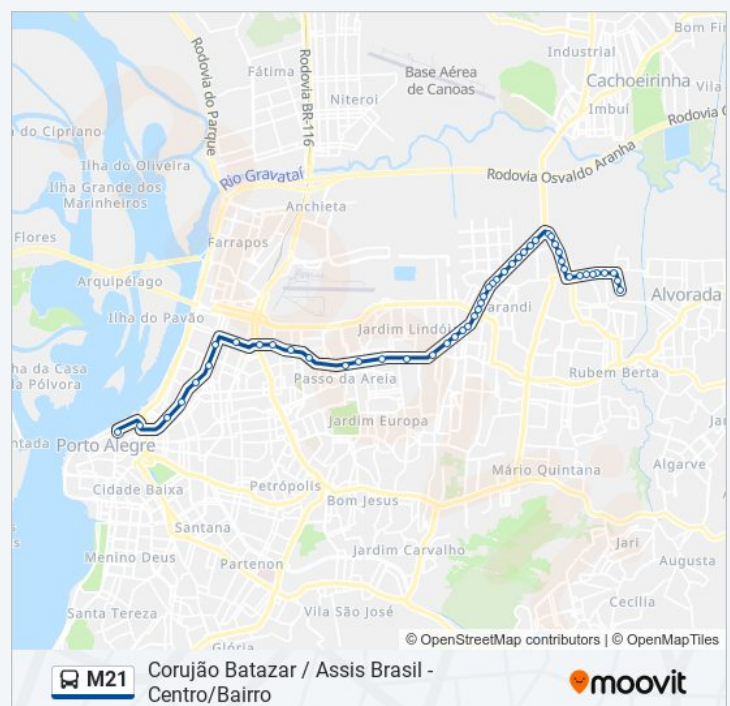 Bom Fi
Industrial
Fátima
Base Aérea
de Canoas
Cachoeirinha
Vila
Niterói
Imbuí
Rodovia do Parque
Rodovia BR-116
a do Cipriano
Rodovia O
Rodovia Osvaldo Aranha
Ilha do Oliveira
Rio Gravataí
Ilha Grande dos
Marinheiros
Anchieta
Flores
Farrapos
Arquipélago
Alvorada
Ilha do Pavão
Jardim Lindói
arandi
ha da Casa
la Pólvora
Passo da Areia
Rubem Berta
Jardim Europa
Jar
ntada
Porto Alegre
Mário Quintana
Algarve
Cidade Baixa
Petrópolis
Bom Jesus
Santana
Jari
Menino Deus
Partenon
Jardim Carvalho
Augusta
Cecília
Santa Tereza
Vila São José
Glória
© OpenStreetMap contributors | © OpenMapTiles
M21
Corujão Batazar / Assis Brasil -
Centro/Bairro
moovit